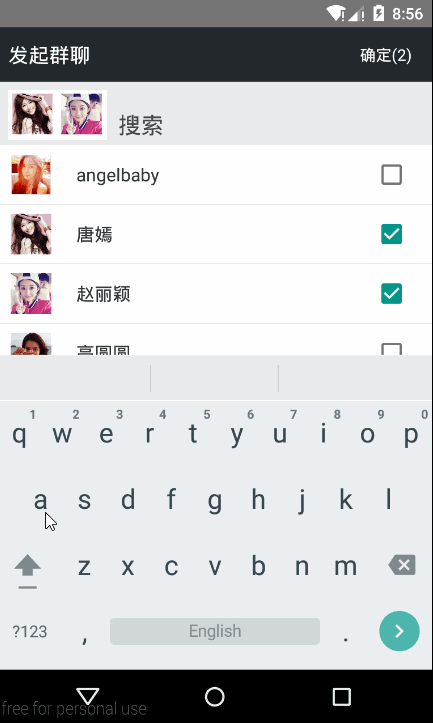 8:56
发起群聊 确定(2)
搜索
angelbaby
唐嫣
赵丽颖
高圆圆
1 2 3 4 5 6 7 8 9 0
q w e r t y u i o p
a s d f g h j k l
z x c v b n m
?123 , English .
free for personal use